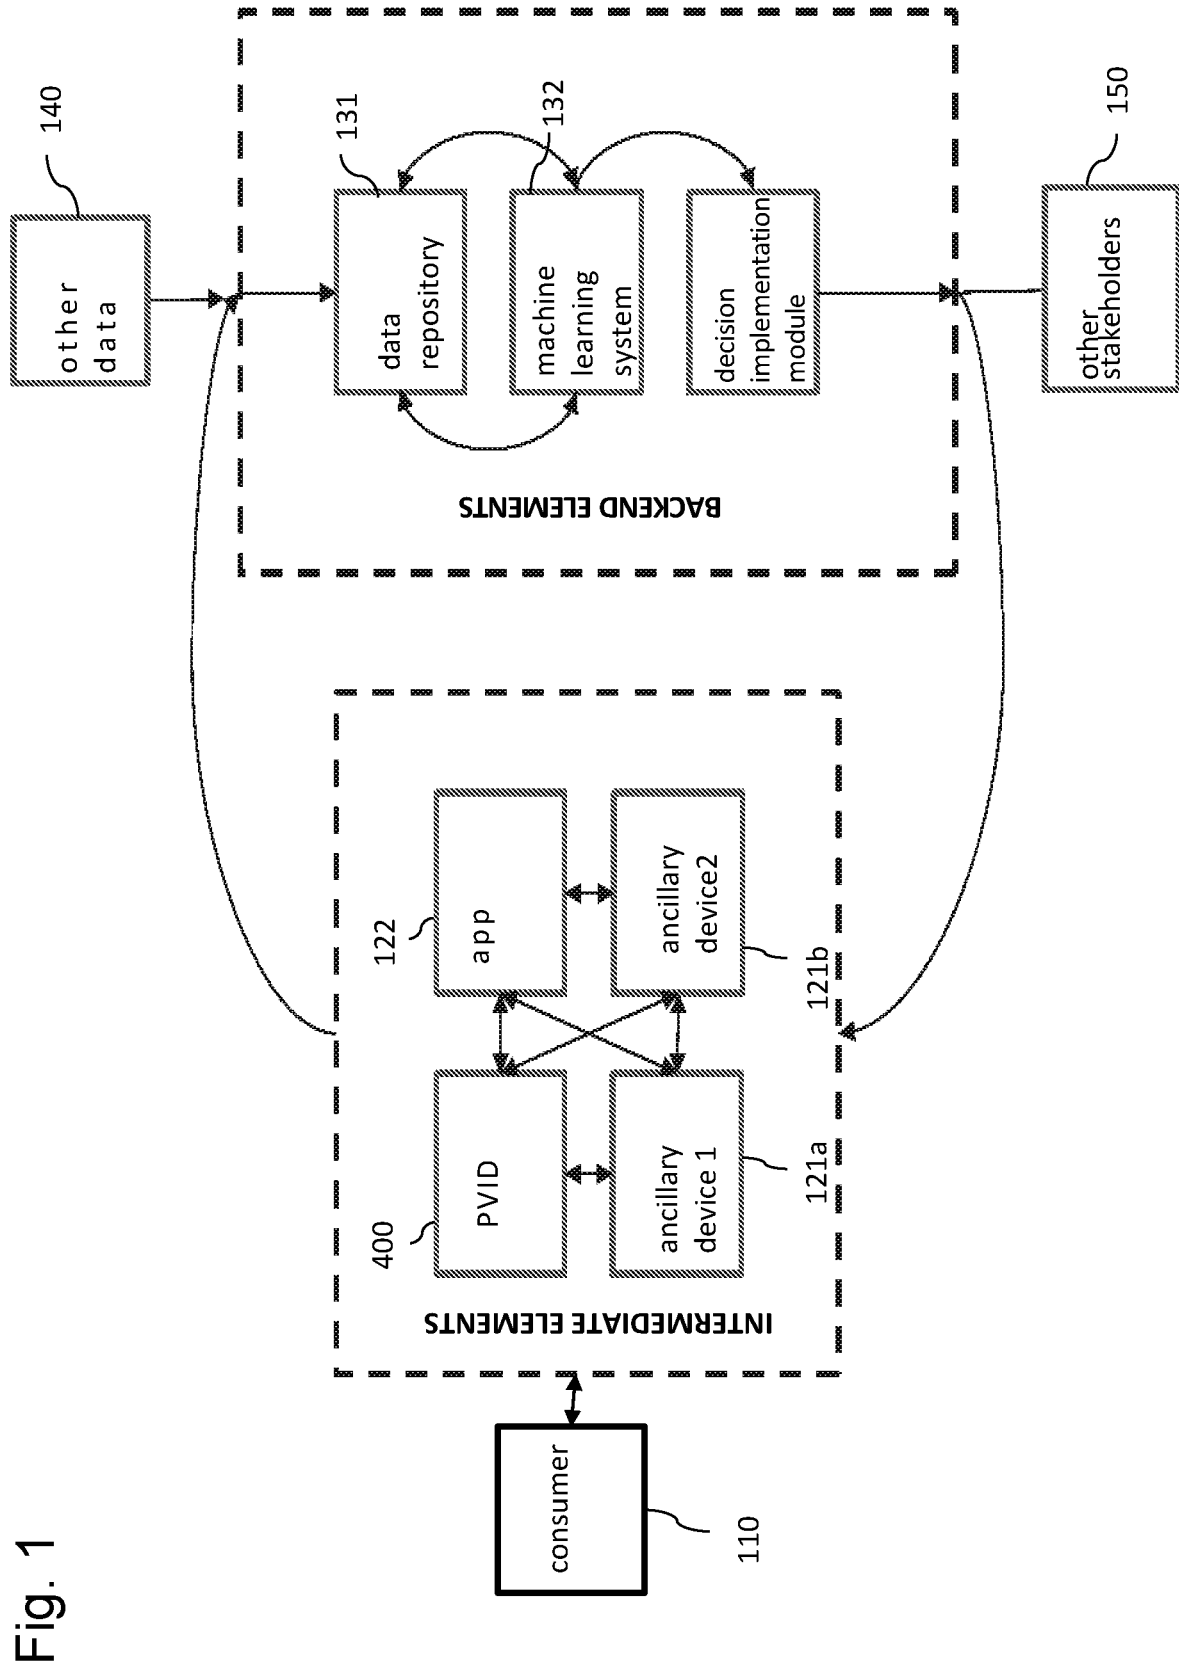 Fig. 1
other
data
140
data
repository
131
machine
learning
system
132
decision
implementation
module
BACKEND ELEMENTS
other
stakeholders
150
app
122
ancillary
device2
121b
PVID
400
ancillary
device 1
121a
INTERMEDIATE ELEMENTS
consumer
110